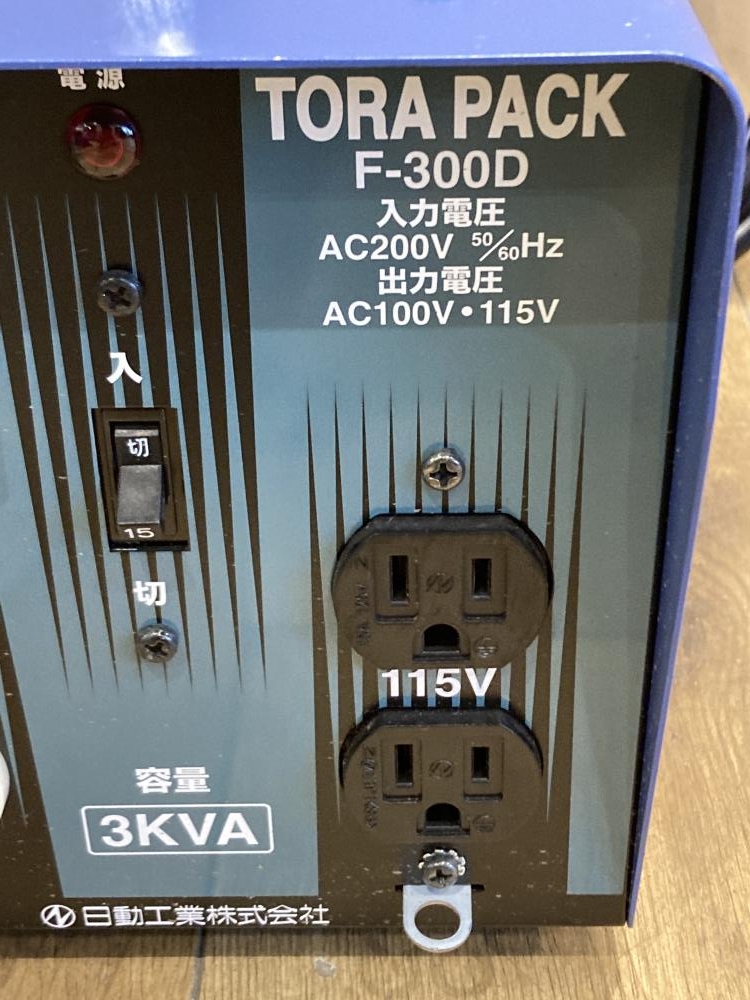 電源
TORA PACK
F-300D
入力電圧
AC200V 50/60Hz
出力電圧
AC100V・115V
入
切
15
切
115V
容量
3KVA
日動工業株式会社